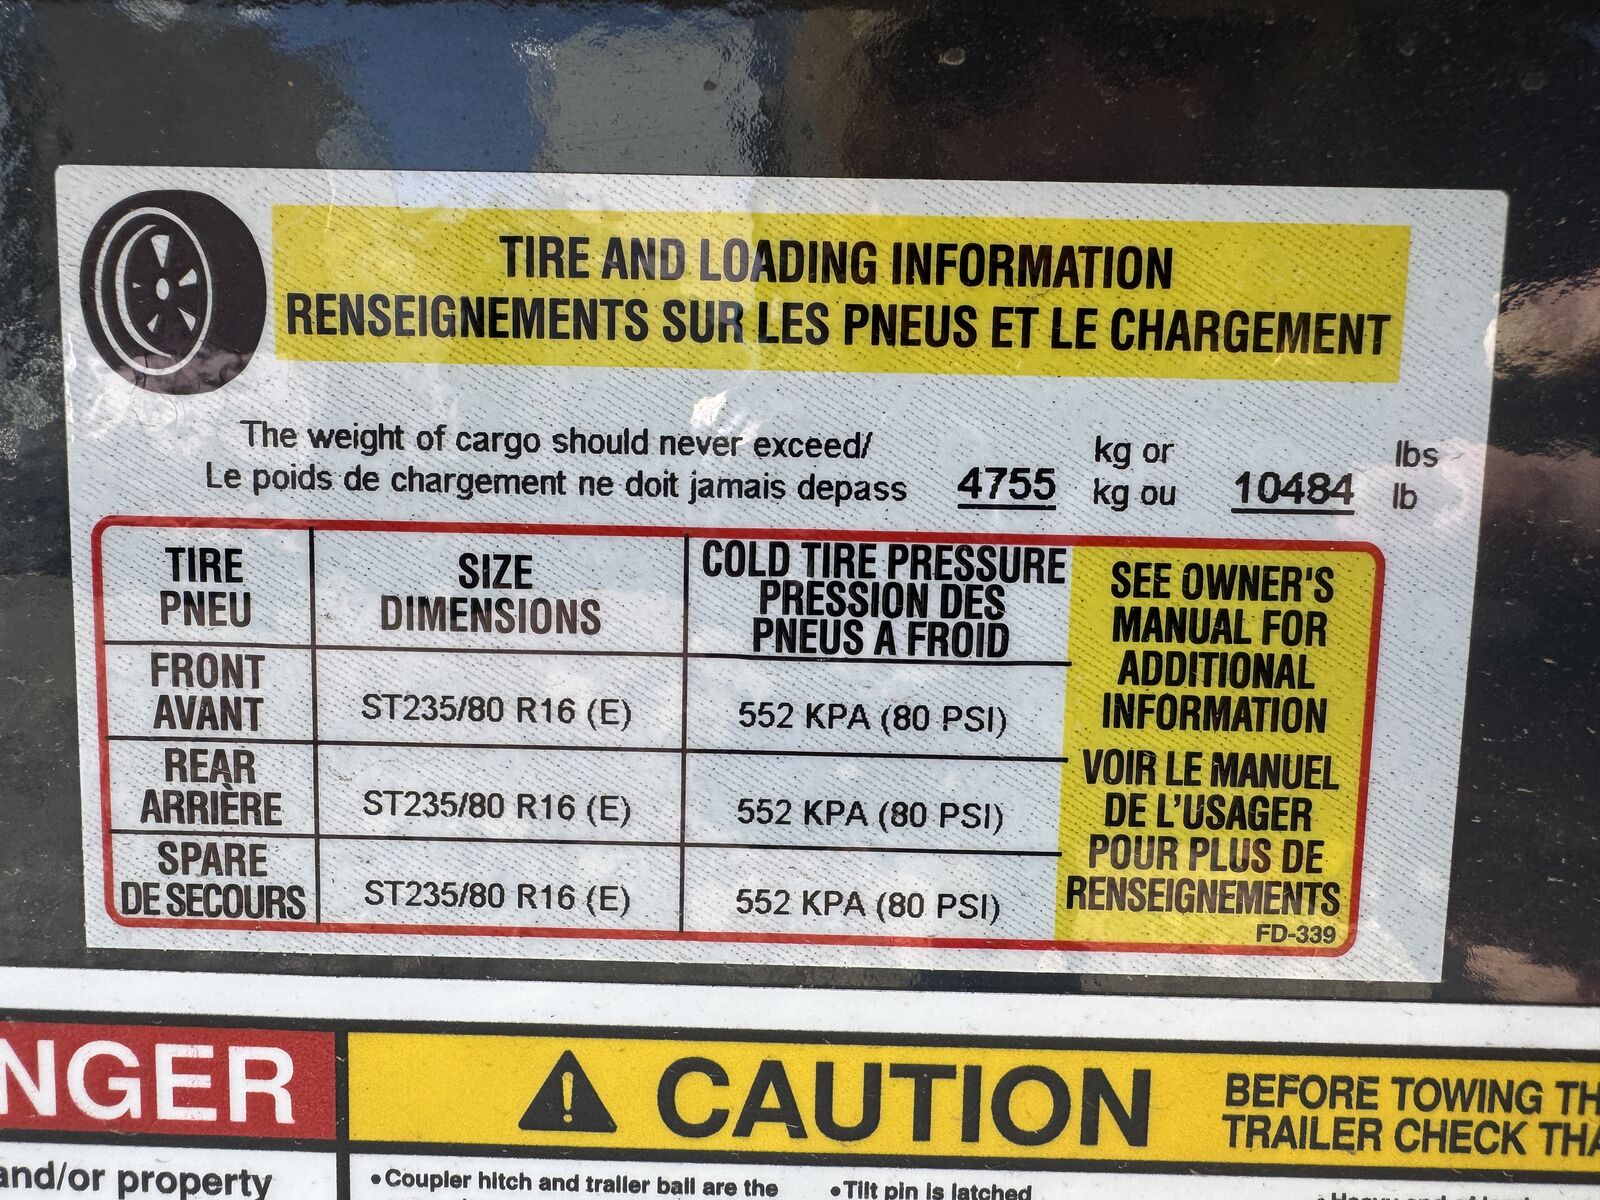 TIRE AND LOADING INFORMATION
RENSEIGNEMENTS SUR LES PNEUS ET LE CHARGEMENT
The weight of cargo should never exceed/ kg or lbs
Le poids de chargement ne doit jamais depass 4755 kg ou 10484 lb
TIRE
PNEU
SIZE
DIMENSIONS
COLD TIRE PRESSURE
PRESSION DES
PNEUS A FROID
FRONT
AVANT
ST235/80 R16 (E)
552 KPA (80 PSI)
REAR
ARRIÈRE
ST235/80 R16 (E)
552 KPA (80 PSI)
SPARE
DE SECOURS
ST235/80 R16 (E)
552 KPA (80 PSI)
SEE OWNER'S
MANUAL FOR
ADDITIONAL
INFORMATION
VOIR LE MANUEL
DE L'USAGER
POUR PLUS DE
RENSEIGNEMENTS
FD-339
NGER
CAUTION
BEFORE TOWING TH
TRAILER CHECK THA
and/or property
•Coupler hitch and trailer ball are the
•Tilt pin is latched